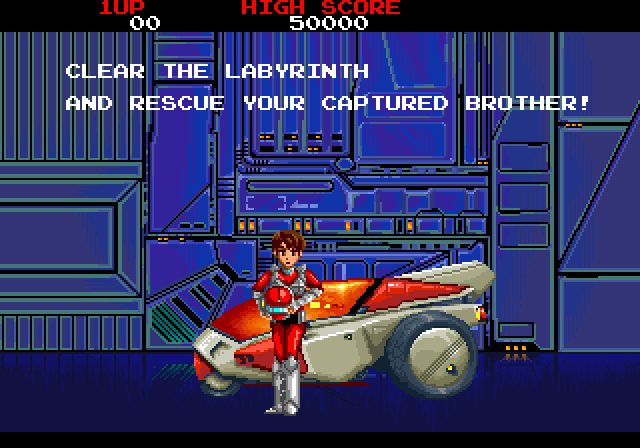 1UP HIGH SCORE
00 50000
CLEAR THE LABYRINTH
AND RESCUE YOUR CAPTURED BROTHER!